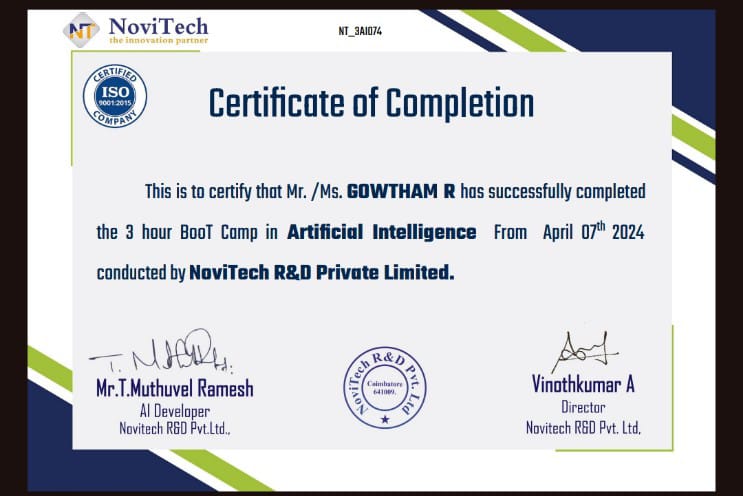 NT
NoviTech
the innovation partner
NT_3AI074
CERTIFIED
ISO
9001:2015
COMPANY
Certificate of Completion
This is to certify that Mr. /Ms. GOWTHAM R has successfully completed
the 3 hour BooT Camp in Artificial Intelligence From April 07th 2024
conducted by NoviTech R&D Private Limited.
Mr.T.Muthuvel Ramesh
AI Developer
Novitech R&D Pvt.Ltd.,
NoviTech R&D Pvt. Ltd
Coimbatore
641009.
Vinothkumar A
Director
Novitech R&D Pvt. Ltd,